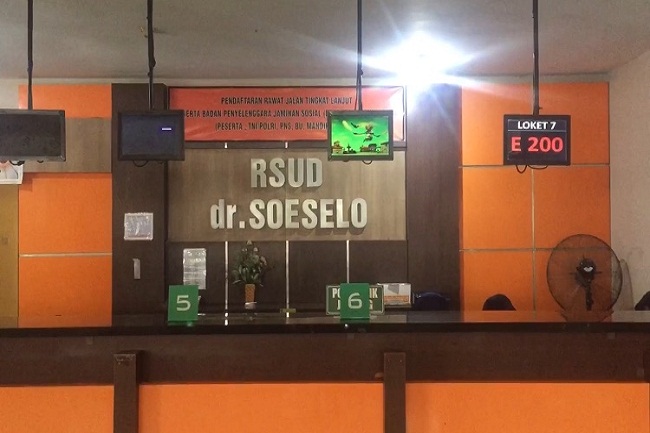 PENDAFTARAN RAWAT JALAN TINGKAT LANJUT
ESERTA BADAN PENYELENGGARA JAMINAN SOSIAL
(PESERTA , TNI POLRI, PNS, BU. MANDIRI
RSUD
dr.SOESELO
LOKET 7
E 200
5
6